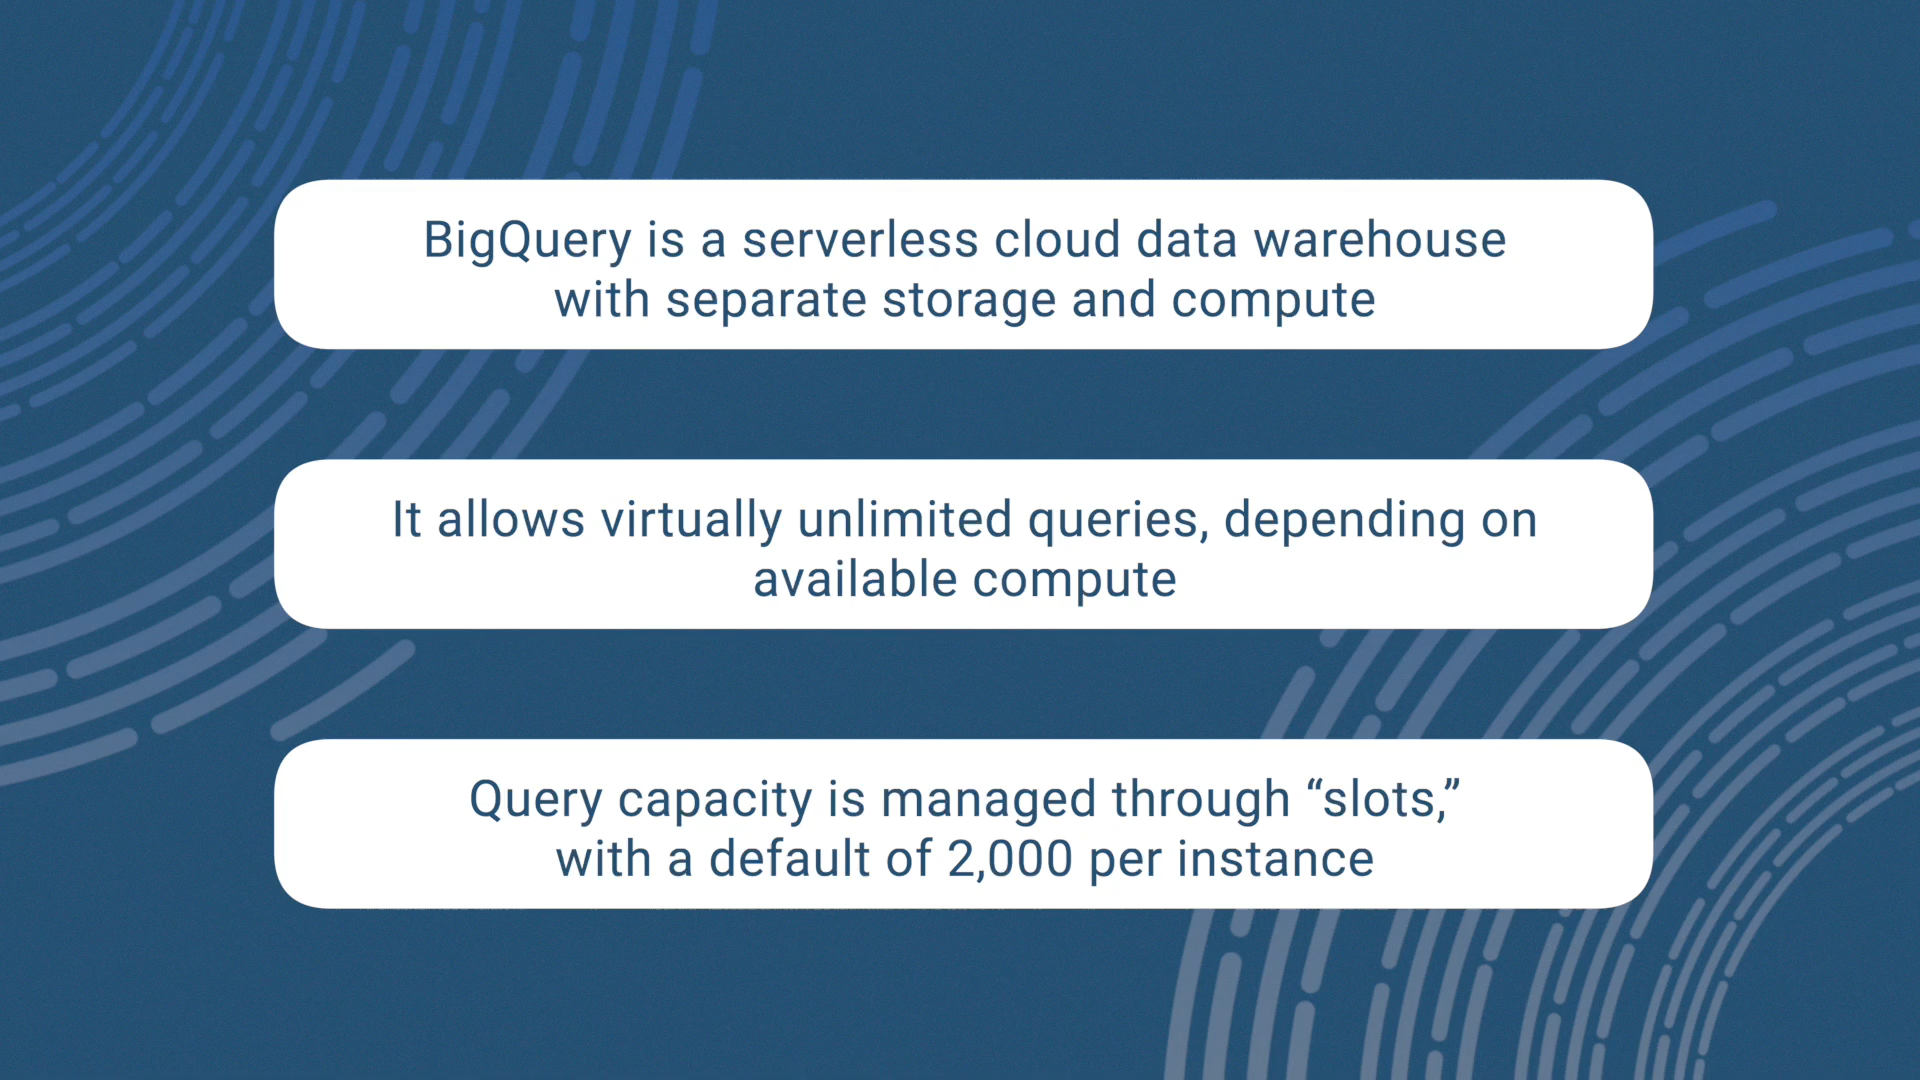 BigQuery is a serverless cloud data warehouse
with separate storage and compute
It allows virtually unlimited queries, depending on
available compute
Query capacity is managed through “slots,”
with a default of 2,000 per instance